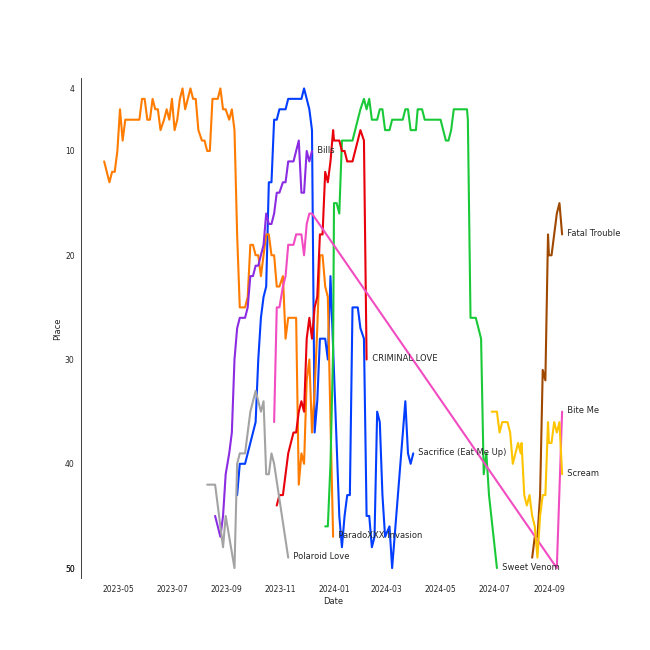 4
10
Bills
20
Fatal Trouble
Place
30
CRIMINAL LOVE
Bite Me
40
Sacrifice (Eat Me Up)
Scream
ParadoXXX Invasion
Polaroid Love
50
Sweet Venom
2023-05 2023-07 2023-09 2023-11 2024-01 2024-03 2024-05 2024-07 2024-09
Date